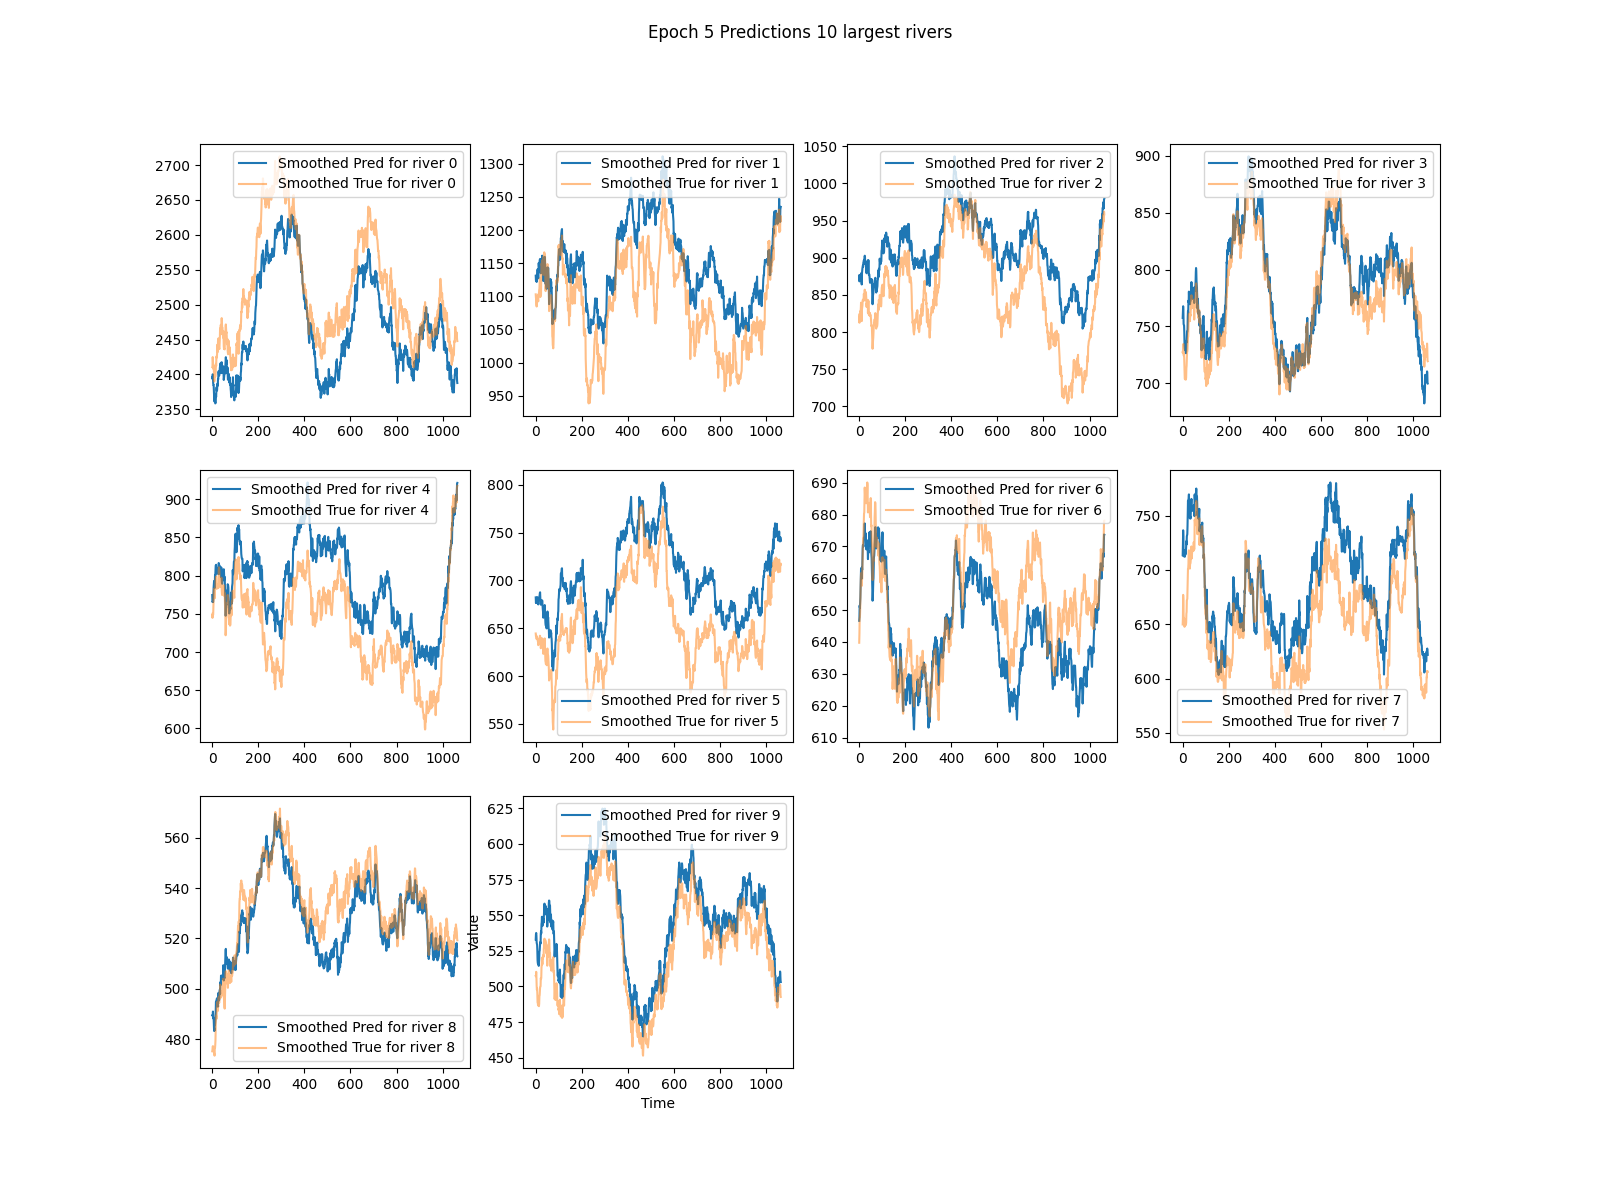 Epoch 5 Predictions 10 largest rivers
2700
2650
2600
2550
2500
2450
2400
2350
0 200 400 600 800 1000
Smoothed Pred for river 0
Smoothed True for river 0
1300
1250
1200
1150
1100
1050
1000
950
0 200 400 600 800 1000
Smoothed Pred for river 1
Smoothed True for river 1
1050
1000
950
900
850
800
750
700
0 200 400 600 800 1000
Smoothed Pred for river 2
Smoothed True for river 2
900
850
800
750
700
0 200 400 600 800 1000
Smoothed Pred for river 3
Smoothed True for river 3
900
850
800
750
700
650
600
0 200 400 600 800 1000
Smoothed Pred for river 4
Smoothed True for river 4
800
750
700
650
600
550
0 200 400 600 800 1000
Smoothed Pred for river 5
Smoothed True for river 5
690
680
670
660
650
640
630
620
610
0 200 400 600 800 1000
Smoothed Pred for river 6
Smoothed True for river 6
750
700
650
600
550
0 200 400 600 800 1000
Smoothed Pred for river 7
Smoothed True for river 7
560
540
520
500
480
0 200 400 600 800 1000
Smoothed Pred for river 8
Smoothed True for river 8
Value
625
600
575
550
525
500
475
450
0 200 400 600 800 1000
Smoothed Pred for river 9
Smoothed True for river 9
Time